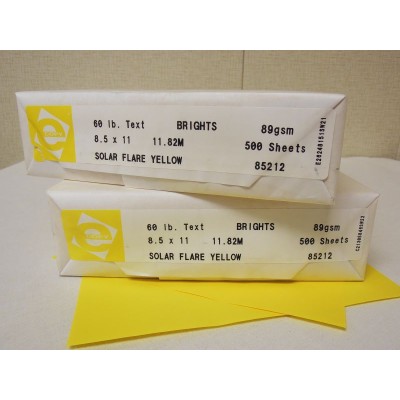 60 lb. Text BRIGHTS 89gsm
8.5 x 11 11.82M 500 Sheets
SOLAR FLARE YELLOW 85212
60 lb. Text BRIGHTS 89gsm
8.5 x 11 11.82M 500 Sheets
SOLAR FLARE YELLOW 85212